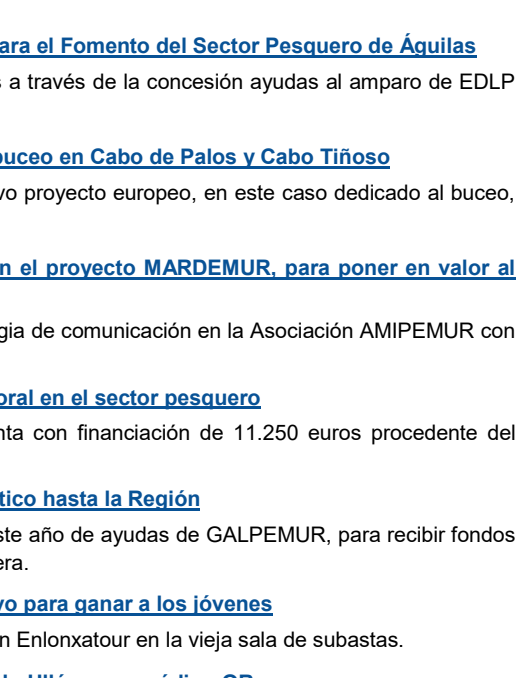 ara el Fomento del Sector Pesquero de Águilas
s a través de la concesión ayudas al amparo de EDLP
buceo en Cabo de Palos y Cabo Tiñoso
vo proyecto europeo, en este caso dedicado al buceo,
n el proyecto MARDEMUR, para poner en valor al
gia de comunicación en la Asociación AMIPEMUR con
oral en el sector pesquero
nta con financiación de 11.250 euros procedente del
tico hasta la Región
ste año de ayudas de GALPEMUR, para recibir fondos
era.
vo para ganar a los jóvenes
n Enlonxatour en la vieja sala de subastas.